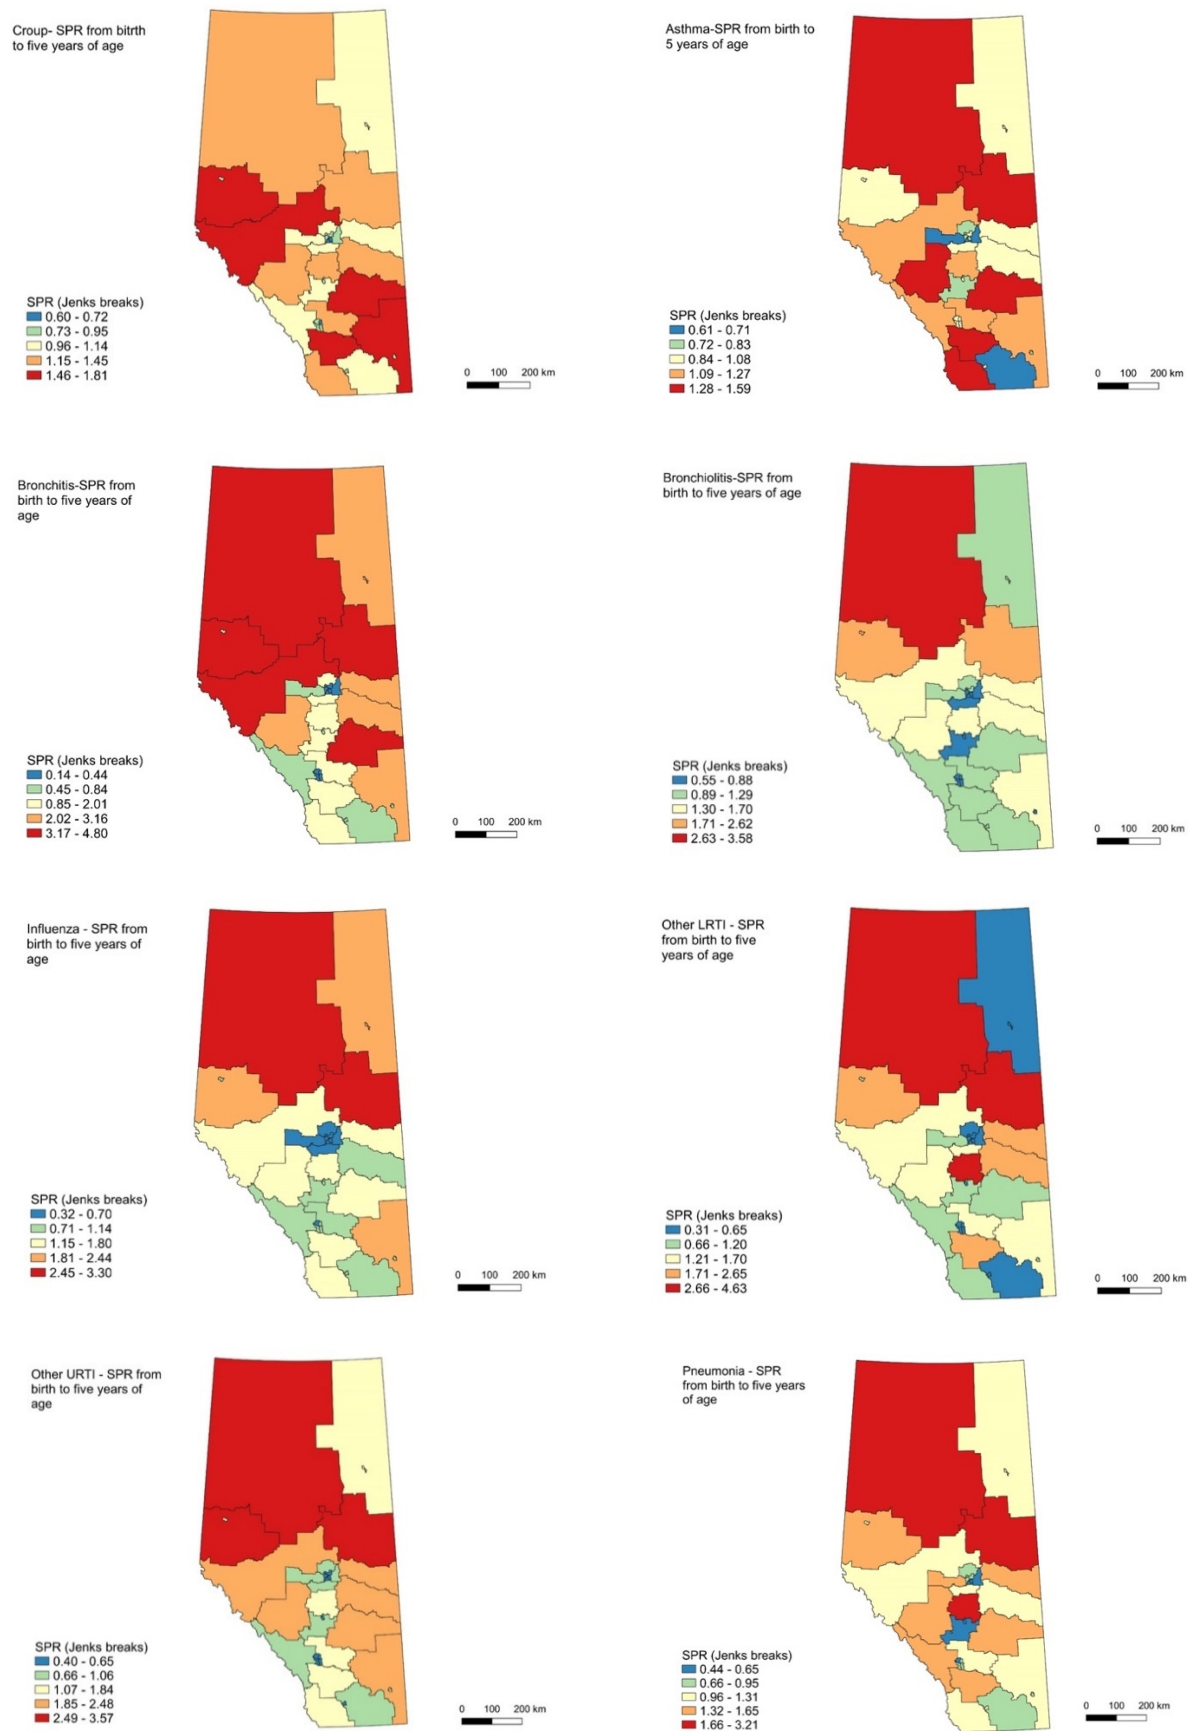 Croup- SPR from bitrth
to five years of age
SPR (Jenks breaks)
0.60 - 0.72
0.73 - 0.95
0.96 - 1.14
1.15 - 1.45
1.46 - 1.81
0 100 200 km
Asthma-SPR from birth to
5 years of age
SPR (Jenks breaks)
0.61 - 0.71
0.72 - 0.83
0.84 - 1.08
1.09 - 1.27
1.28 - 1.59
0 100 200 km
Bronchitis-SPR from
birth to five years of
age
SPR (Jenks breaks)
0.14 - 0.44
0.45 - 0.84
0.85 - 2.01
2.02 - 3.16
3.17 - 4.80
0 100 200 km
Bronchiolitis-SPR from
birth to five years of age
SPR (Jenks breaks)
0.55 - 0.88
0.89 - 1.29
1.30 - 1.70
1.71 - 2.62
2.63 - 3.58
0 100 200 km
Influenza - SPR from
birth to five years of
age
SPR (Jenks breaks)
0.32 - 0.70
0.71 - 1.14
1.15 - 1.80
1.81 - 2.44
2.45 - 3.30
0 100 200 km
Other LRTI - SPR
from birth to five
years of age
SPR (Jenks breaks)
0.31 - 0.65
0.66 - 1.20
1.21 - 1.70
1.71 - 2.65
2.66 - 4.63
0 100 200 km
Other URTI - SPR from
birth to five years of
age
SPR (Jenks breaks)
0.40 - 0.65
0.66 - 1.06
1.07 - 1.84
1.85 - 2.48
2.49 - 3.57
0 100 200 km
Pneumonia - SPR
from birth to five years
of age
SPR (Jenks breaks)
0.44 - 0.65
0.66 - 0.95
0.96 - 1.31
1.32 - 1.65
1.66 - 3.21
0 100 200 km